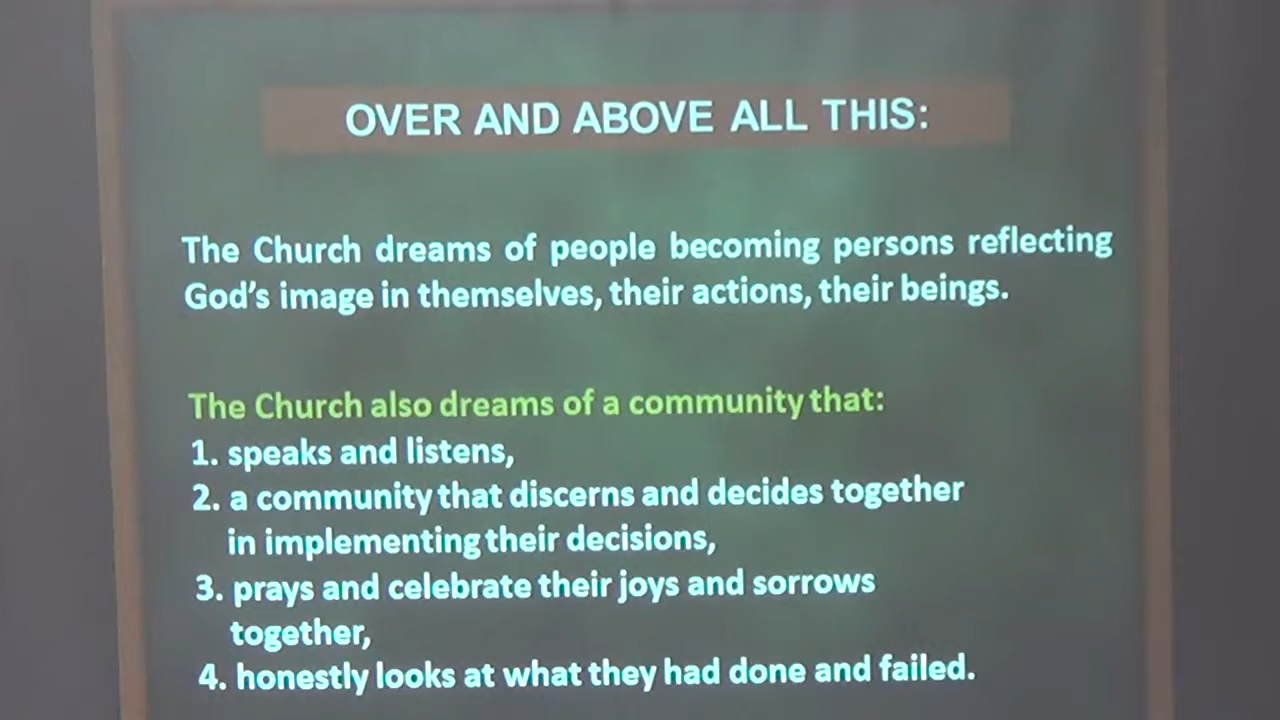 OVER AND ABOVE ALL THIS:
The Church dreams of people becoming persons reflecting
God's image in themselves, their actions, their beings.
The Church also dreams of a community that:
1. speaks and listens,
2. a community that discerns and decides together
in implementing their decisions,
3. prays and celebrate their joys and sorrows
together,
4. honestly looks at what they had done and failed.